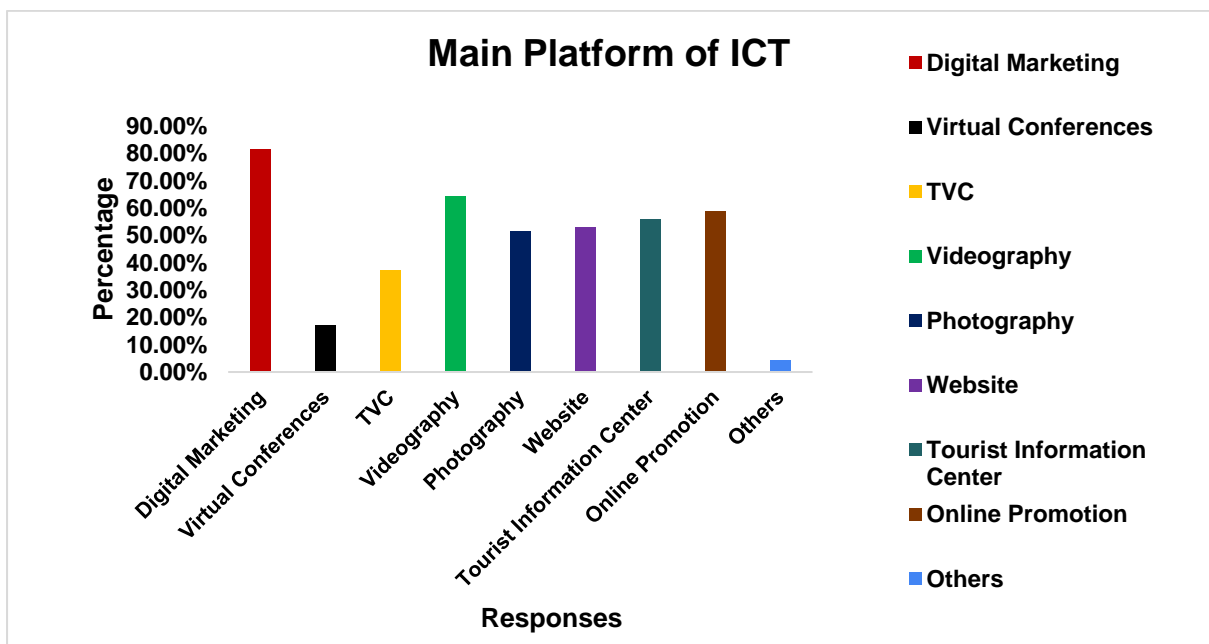 Main Platform of ICT
Percentage
90.00%
80.00%
70.00%
60.00%
50.00%
40.00%
30.00%
20.00%
10.00%
0.00%
Digital Marketing
Virtual Conferences
TVC
Videography
Photography
Website
Tourist Information Center
Online Promotion
Others
Responses
Digital Marketing
Virtual Conferences
TVC
Videography
Photography
Website
Tourist Information
Center
Online Promotion
Others